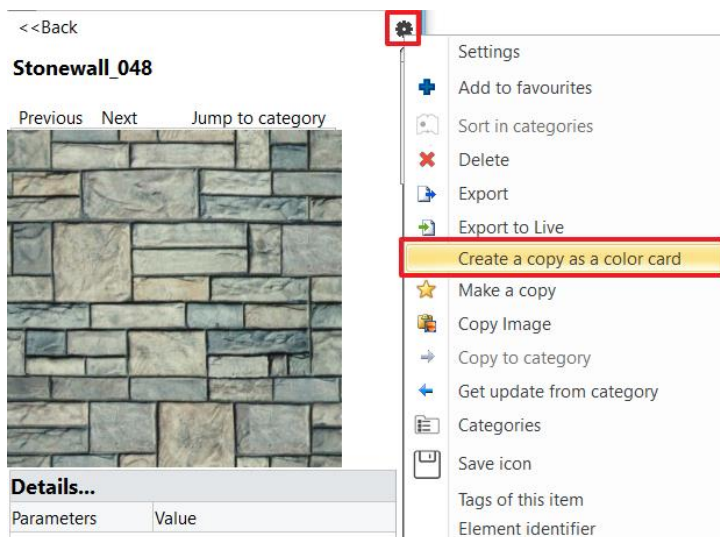 <<Back
Stonewall_048
Previous Next Jump to category
Details...
Parameters Value
Settings
Add to favourites
Sort in categories
Delete
Export
Export to Live
Create a copy as a color card
Make a copy
Copy Image
Copy to category
Get update from category
Categories
Save icon
Tags of this item
Element identifier